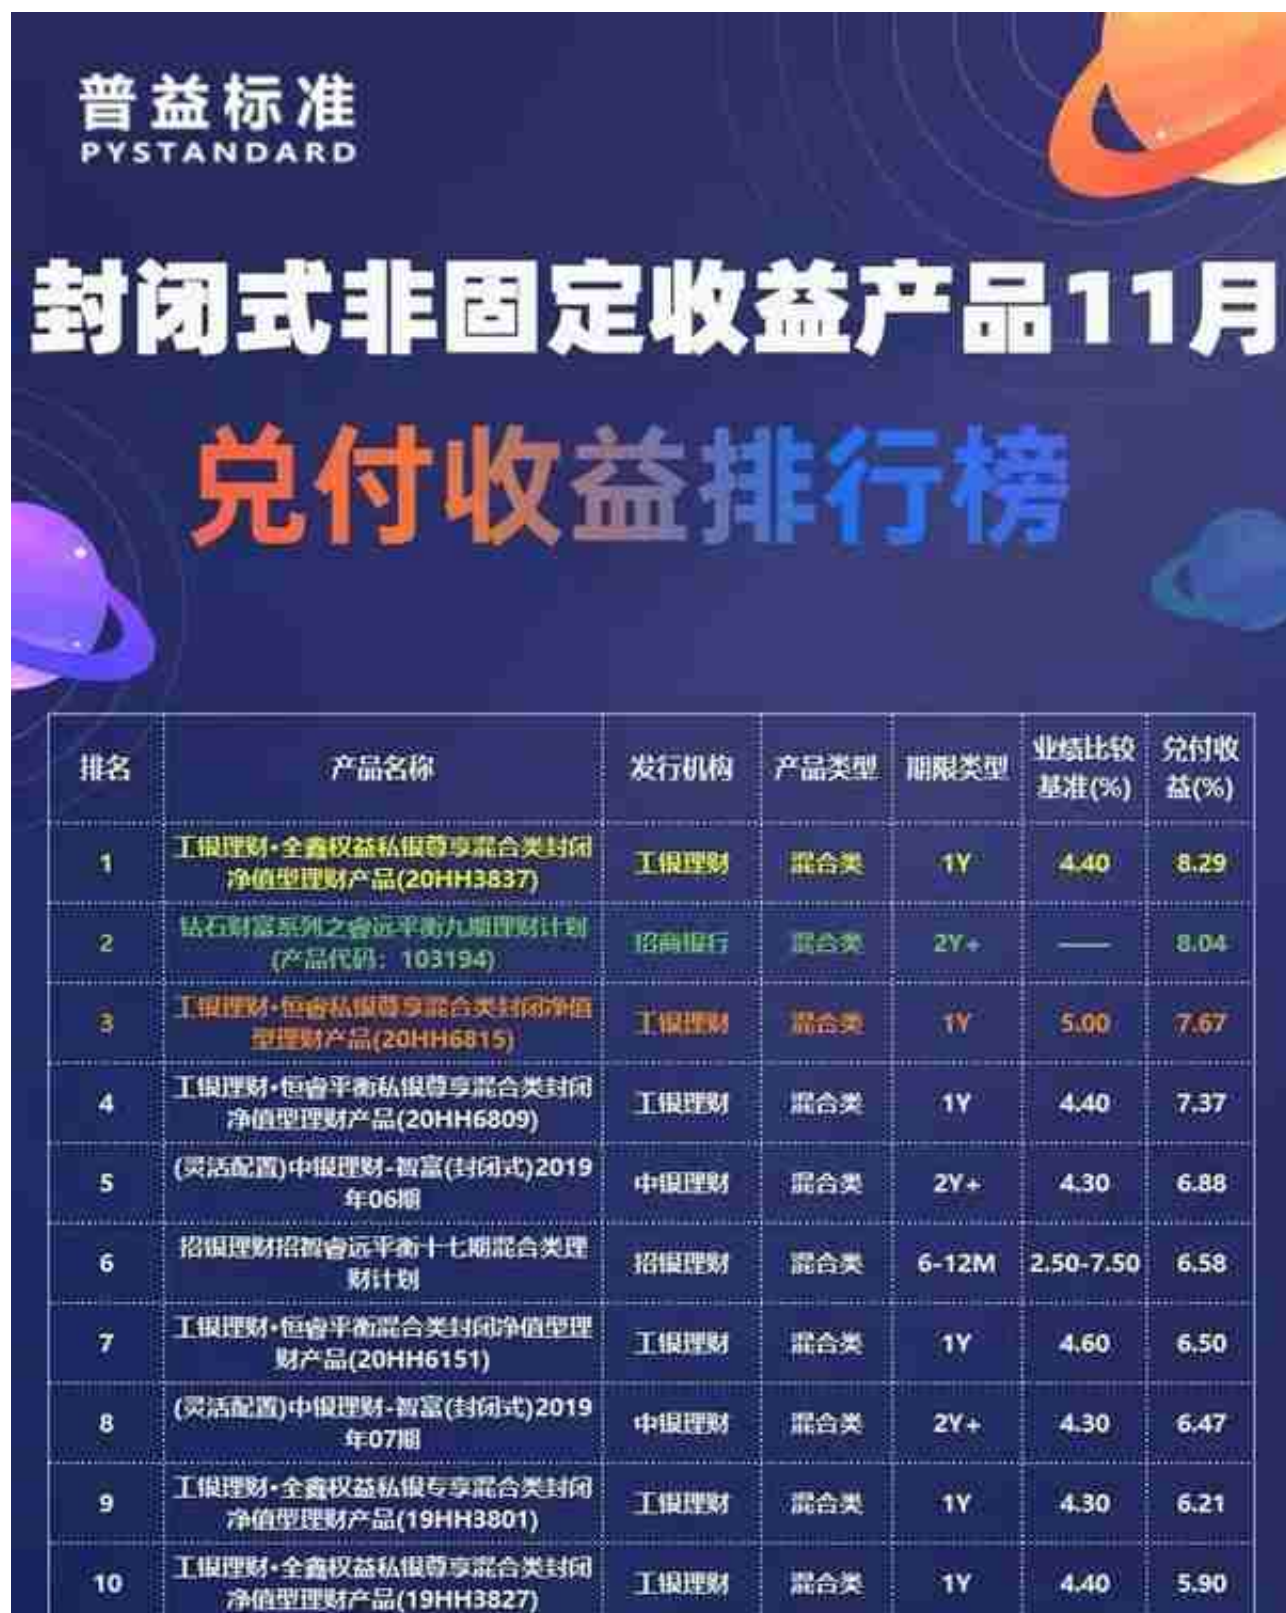 普益标准
PYSTANDARD
封闭式非固定收益产品11月
兑付收益排行榜
排名 产品名称 发行机构 产品类型 期限类型 业绩比较 兑付收
基准(%) 益(%)
工银理财•全鑫权益私银尊享混合类封闭
1 净值型理财产品(20HH3837) 工银理财 混合类 1Y 4.40 8.29
钻石财富系列之睿远平衡九期理财计划
2 (产品代码：103194) 招商银行 混合类 2Y+ —— 8.04
工银理财•恒睿私银尊享混合类封闭净值
3 型理财产品(20HH6815) 工银理财 混合类 1Y 5.00 7.67
工银理财•恒睿平衡私银尊享混合类封闭
4 净值型理财产品(20HH6809) 工银理财 混合类 1Y 4.40 7.37
(灵活配置)中银理财-智富(封闭式)2019
5 年06期 中银理财 混合类 2Y+ 4.30 6.88
招银理财招智睿远平衡十七期混合类理
6 财计划 招银理财 混合类 6-12M 2.50-7.50 6.58
工银理财•恒睿平衡混合类封闭净值型理
7 财产品(20HH6151) 工银理财 混合类 1Y 4.60 6.50
(灵活配置)中银理财-智富(封闭式)2019
8 年07期 中银理财 混合类 2Y+ 4.30 6.47
工银理财•全鑫权益私银专享混合类封闭
9 净值型理财产品(19HH3801) 工银理财 混合类 1Y 4.30 6.21
工银理财•全鑫权益私银尊享混合类封闭
10 净值型理财产品(19HH3827) 工银理财 混合类 1Y 4.40 5.90